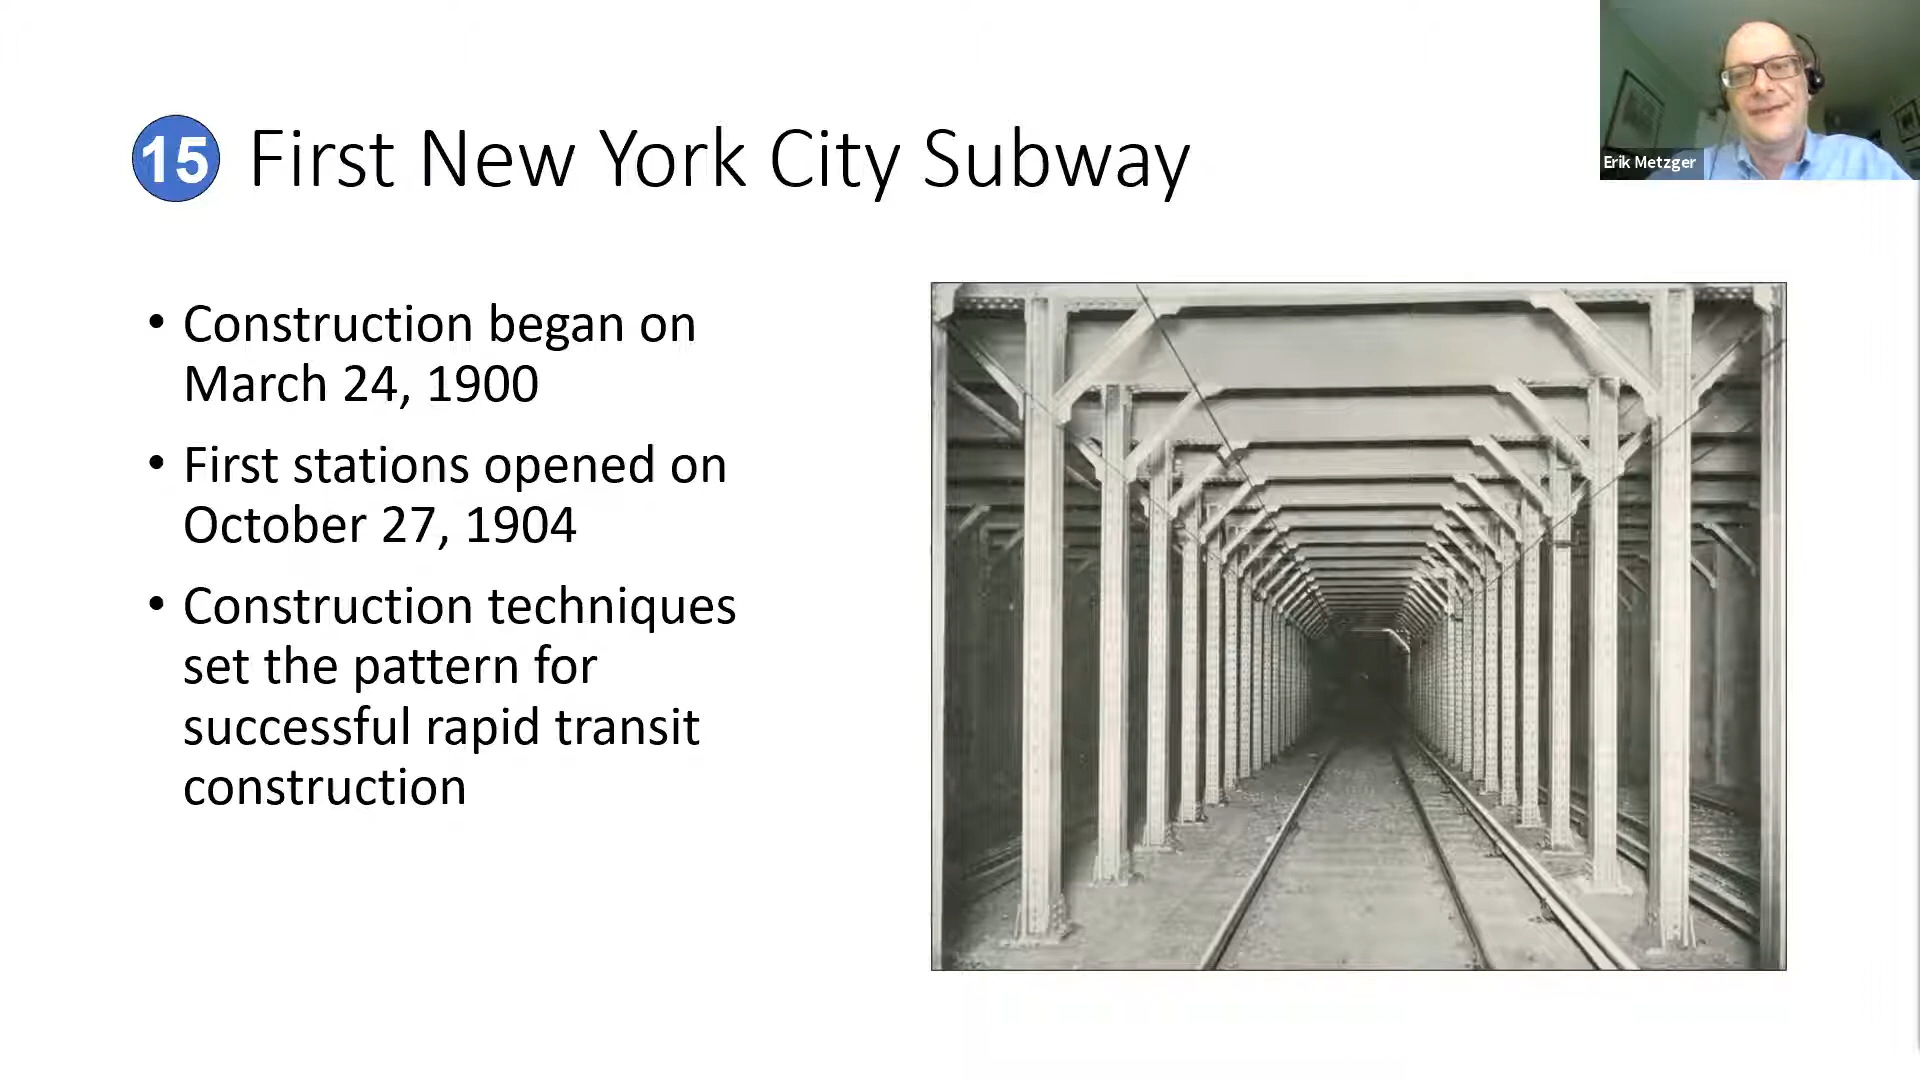 15 First New York City Subway
Erik Metzger
• Construction began on
March 24, 1900
• First stations opened on
October 27, 1904
• Construction techniques
set the pattern for
successful rapid transit
construction